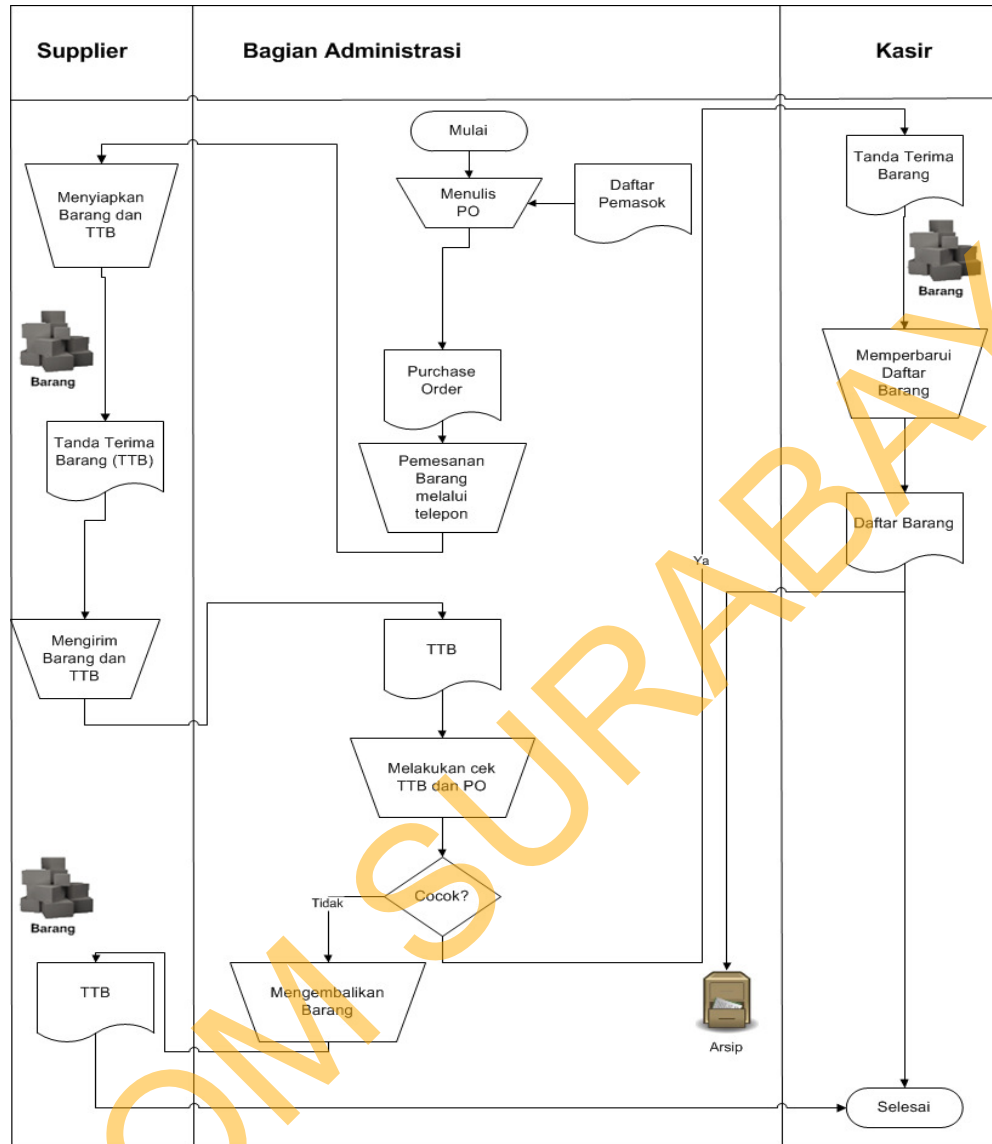 Supplier
Bagian Administrasi
Kasir
Mulai
Menulis
PO
Daftar
Pemasok
Tanda Terima
Barang
Menyiapkan
Barang dan
TTB
Barang
Barang
Purchase
Order
Memperbarui
Daftar
Barang
Tanda Terima
Barang (TTB)
Pemesanan
Barang
melalui
telepon
Daftar Barang
Ya
Mengirim
Barang dan
TTB
TTB
Melakukan cek
TTB dan PO
Cocok?
Tidak
Barang
TTB
Mengembalikan
Barang
Arsip
Selesai
OM SURABAY